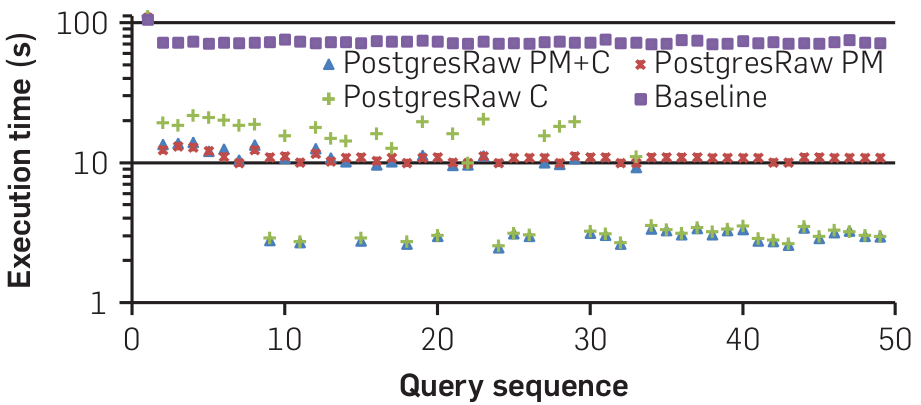 Execution time (s)
100
10
1
PostgresRaw PM+C
PostgresRaw PM
PostgresRaw C
Baseline
0 10 20 30 40 50
Query sequence